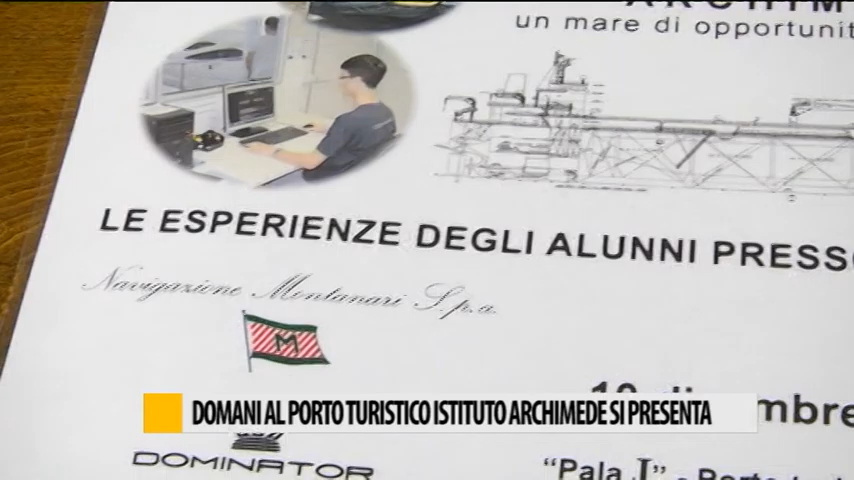 un mare di opportunit
LE ESPERIENZE DEGLI ALUNNI PRESSO
Navigazione Montanari S.p.a.
M
DOMANI AL PORTO TURISTICO ISTITUTO ARCHIMEDE SI PRESENTA
DOMINATOR
"Pala J" -